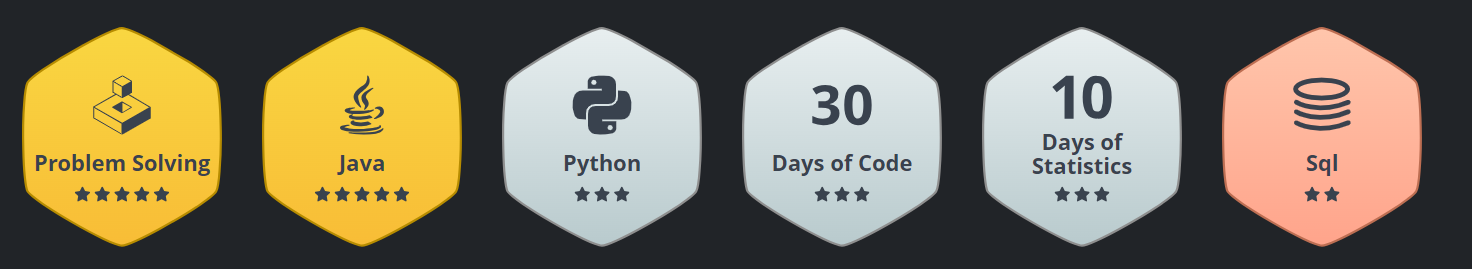 Problem Solving
Java
Python
30
Days of Code
10
Days of
Statistics
Sql